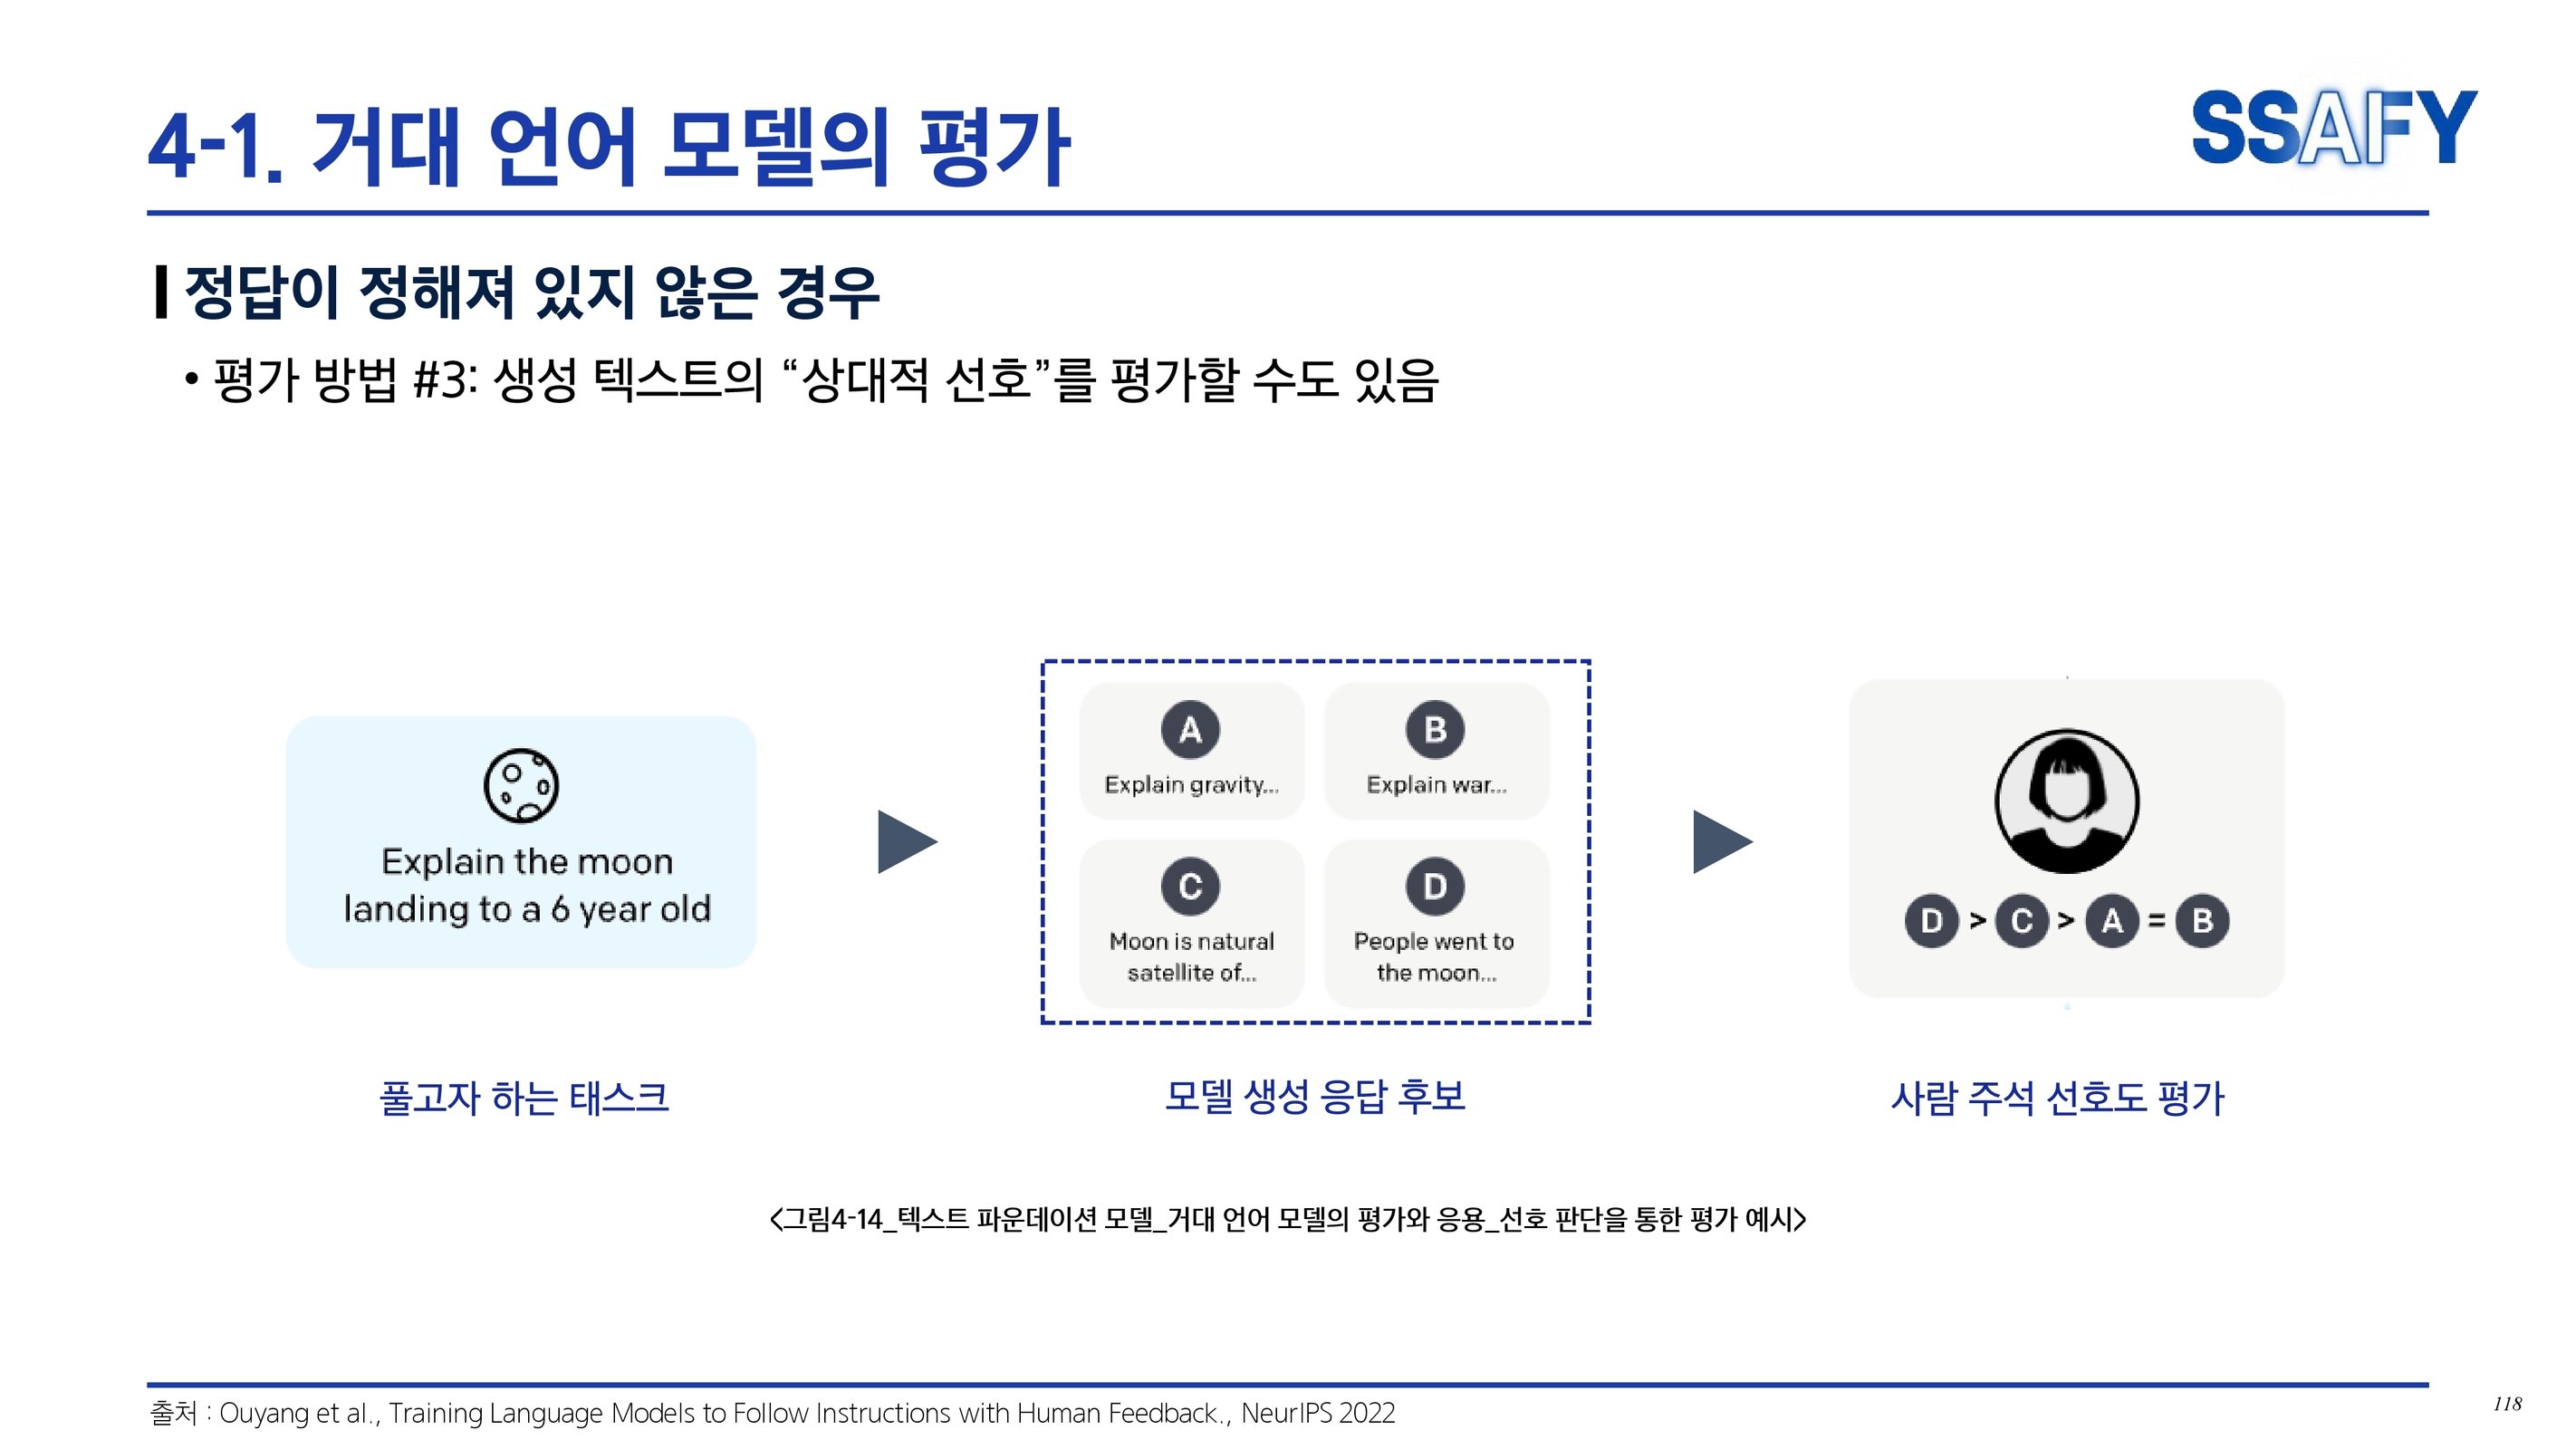 4-1. 거대 언어 모델의 평가
SSAFY
정답이 정해져 있지 않은 경우
• 평가 방법 #3: 생성 텍스트의 “상대적 선호”를 평가할 수도 있음
Explain the moon
landing to a 6 year old
A
Explain gravity...
B
Explain war...
C
Moon is natural
satellite of...
D
People went to
the moon...
D > C > A = B
풀고자 하는 태스크
모델 생성 응답 후보
사람 주석 선호도 평가
<그림4-14_텍스트 파운데이션 모델_거대 언어 모델의 평가와 응용_선호 판단을 통한 평가 예시>
출처 : Ouyang et al., Training Language Models to Follow Instructions with Human Feedback., NeurIPS 2022
118